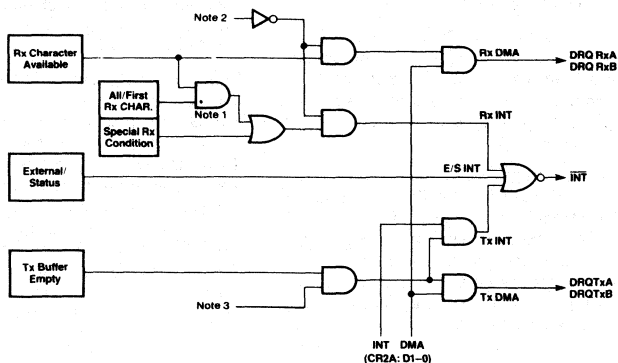 Note 2
Rx Character
Available
Rx DMA
DRQ RxA
DRQ RxB
All/First
Rx CHAR.
Note 1
Special Rx
Condition
Rx INT
External/
Status
E/S INT
INT
Tx INT
Tx Buffer
Empty
Note 3
Tx DMA
DRQTxA
DRQTxB
INT DMA
(CR2A: D1–0)